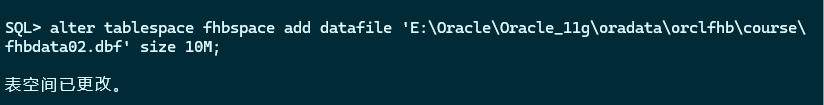 SQL> alter tablespace fhbspace add datafile 'E:\Oracle\Oracle_11g\oradata\orclfhb\course\
fhbdata02.dbf' size 10M;
表空间已更改。